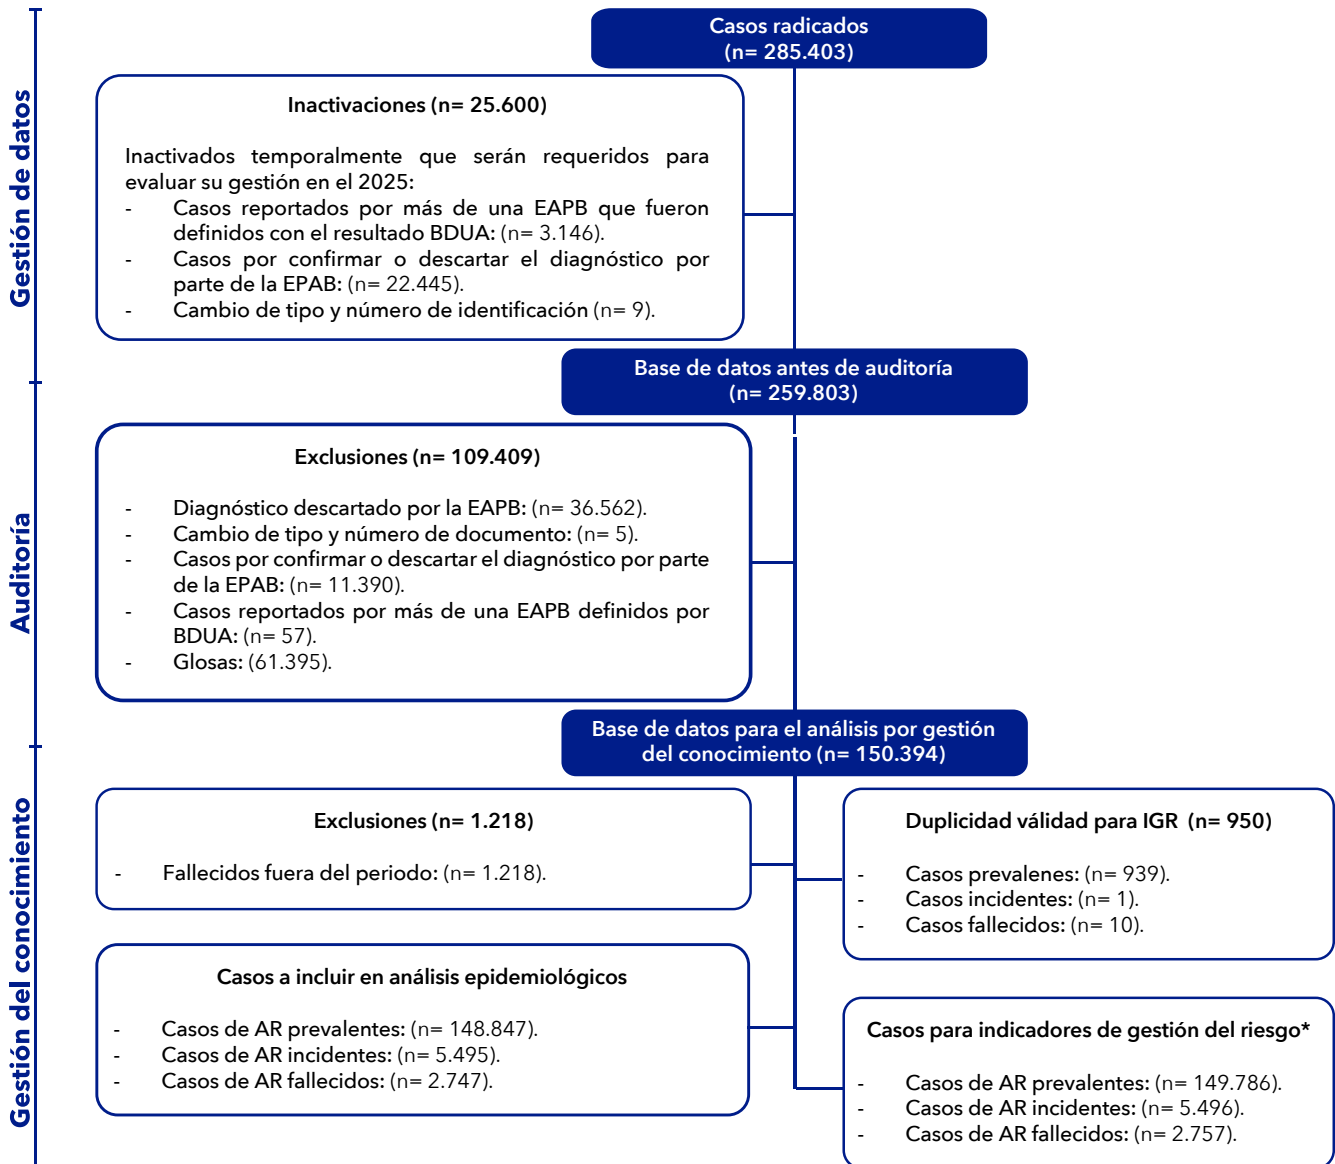 Casos radicados
(n= 285.403)
Gestión de datos
Inactivaciones (n= 25.600)
Inactivados temporalmente que serán requeridos para
evaluar su gestión en el 2025:
- Casos reportados por más de una EAPB que fueron
definidos con el resultado BDUA: (n= 3.146).
- Casos por confirmar o descartar el diagnóstico por
parte de la EPAB: (n= 22.445).
- Cambio de tipo y número de identificación (n= 9).
Base de datos antes de auditoría
(n= 259.803)
Auditoría
Exclusiones (n= 109.409)
- Diagnóstico descartado por la EAPB: (n= 36.562).
- Cambio de tipo y número de documento: (n= 5).
- Casos por confirmar o descartar el diagnóstico por parte
de la EPAB: (n= 11.390).
- Casos reportados por más de una EAPB definidos por
BDUA: (n= 57).
- Glosas: (61.395).
Base de datos para el análisis por gestión
del conocimiento (n= 150.394)
Gestión del conocimiento
Exclusiones (n= 1.218)
- Fallecidos fuera del periodo: (n= 1.218).
Duplicidad válidad para IGR (n= 950)
- Casos prevalenes: (n= 939).
- Casos incidentes: (n= 1).
- Casos fallecidos: (n= 10).
Casos a incluir en análisis epidemiológicos
- Casos de AR prevalentes: (n= 148.847).
- Casos de AR incidentes: (n= 5.495).
- Casos de AR fallecidos: (n= 2.747).
Casos para indicadores de gestión del riesgo*
- Casos de AR prevalentes: (n= 149.786).
- Casos de AR incidentes: (n= 5.496).
- Casos de AR fallecidos: (n= 2.757).